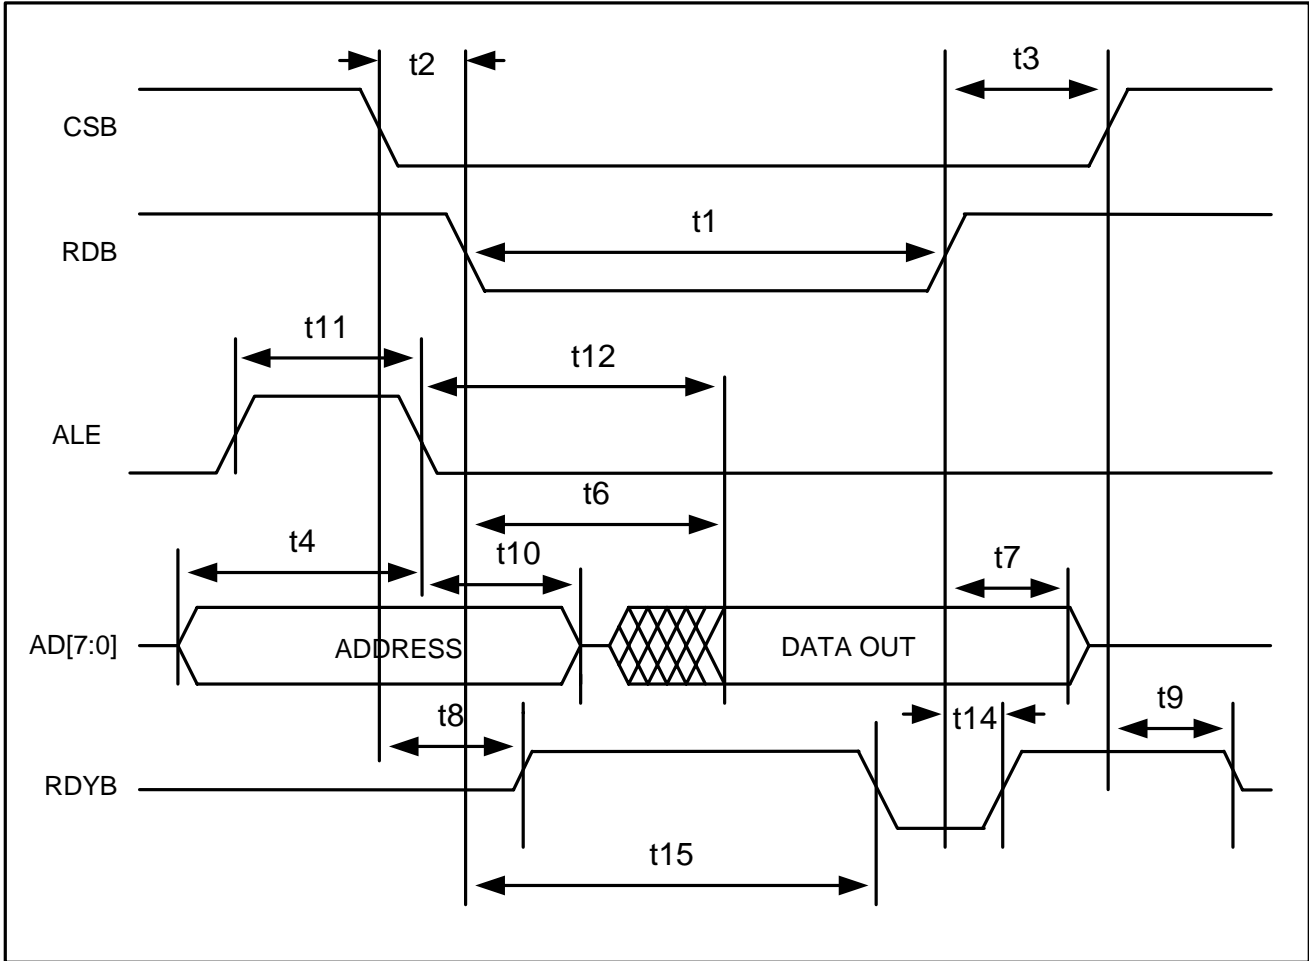 t2
t3
CSB
t1
RDB
t11
t12
ALE
t6
t4
t10
t7
AD[7:0]
ADDRESS
DATA OUT
t8
t14
t9
RDYB
t15